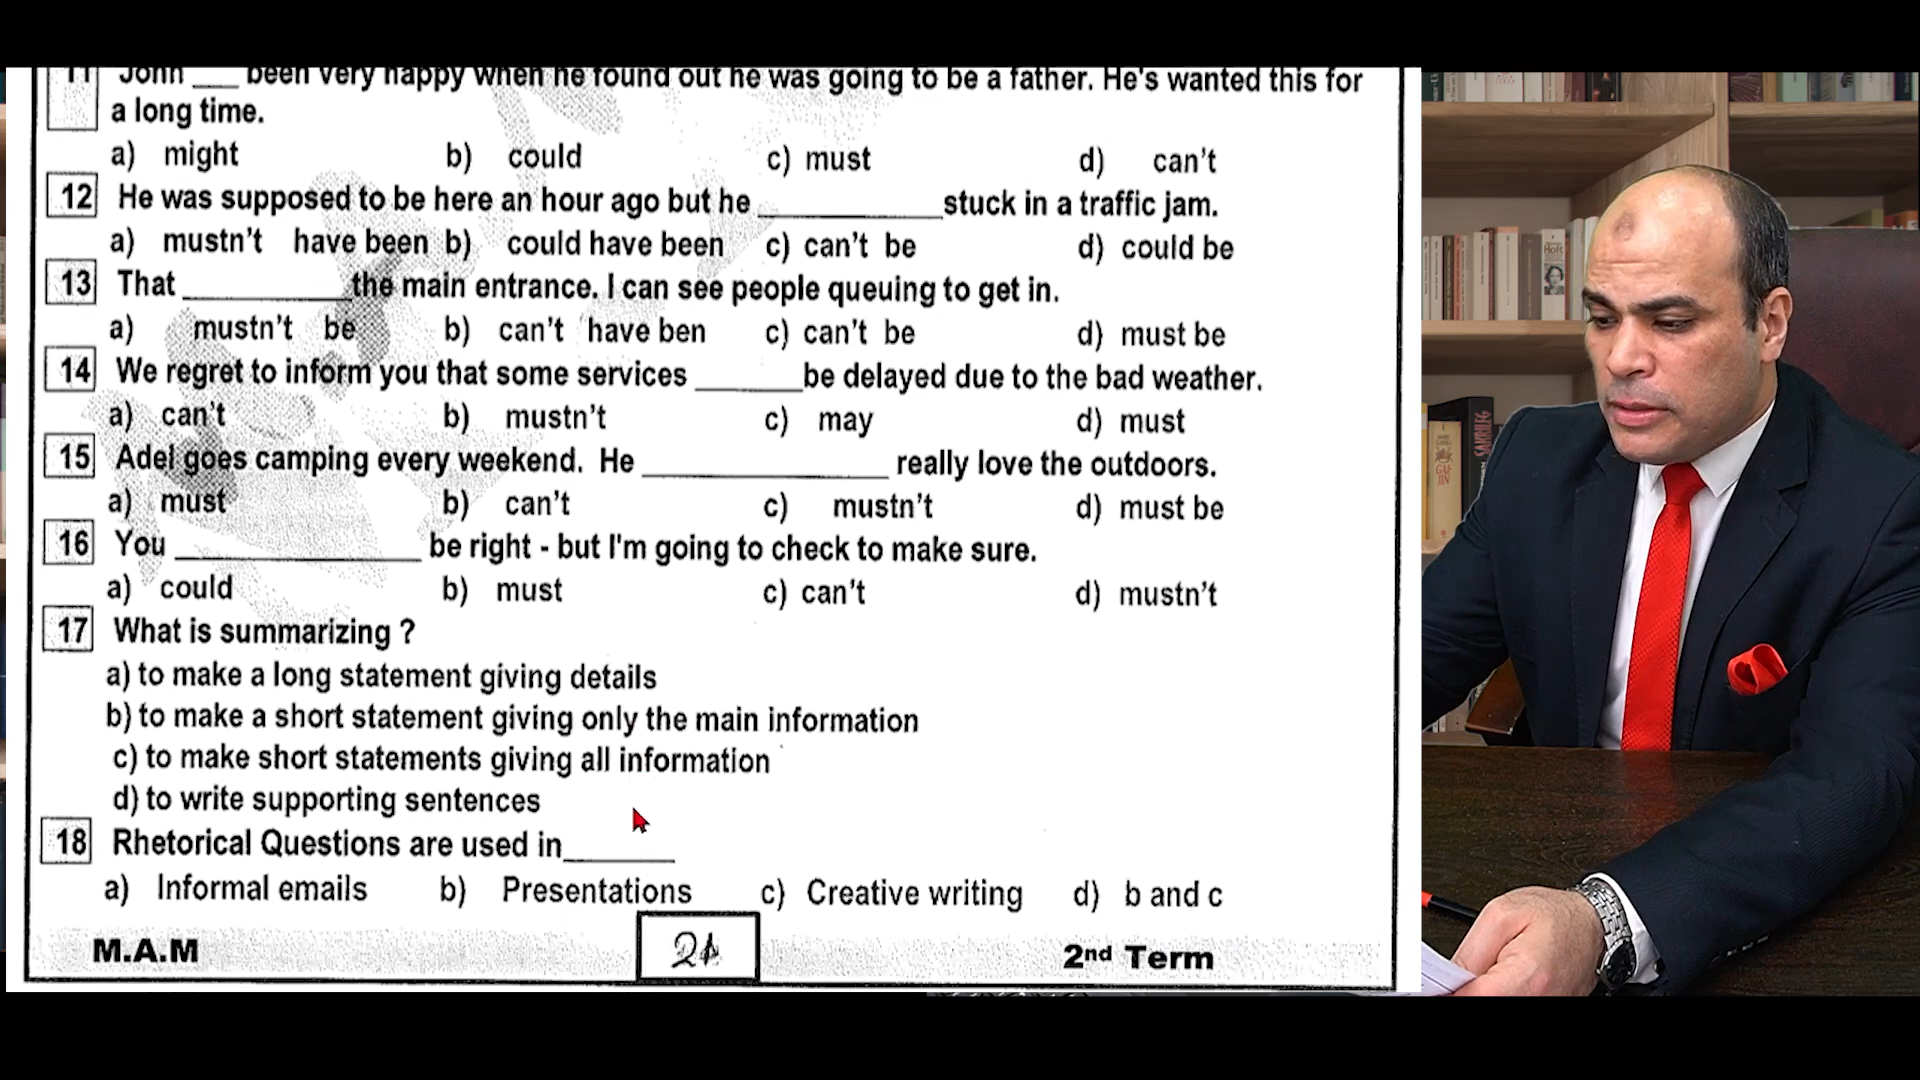 11 John ___ been very happy when he found out he was going to be a father. He's wanted this for
a long time.
a) might b) could c) must d) can't
12 He was supposed to be here an hour ago but he ____________ stuck in a traffic jam.
a) mustn't have been b) could have been c) can't be d) could be
13 That ___________ the main entrance. I can see people queuing to get in.
a) mustn't be b) can't have ben c) can't be d) must be
14 We regret to inform you that some services _______ be delayed due to the bad weather.
a) can't b) mustn't c) may d) must
15 Adel goes camping every weekend. He ________________ really love the outdoors.
a) must b) can't c) mustn't d) must be
16 You ________________ be right - but I'm going to check to make sure.
a) could b) must c) can't d) mustn't
17 What is summarizing ?
a) to make a long statement giving details
b) to make a short statement giving only the main information
c) to make short statements giving all information
d) to write supporting sentences
18 Rhetorical Questions are used in_______
a) Informal emails b) Presentations c) Creative writing d) b and c
M.A.M 21 2nd Term